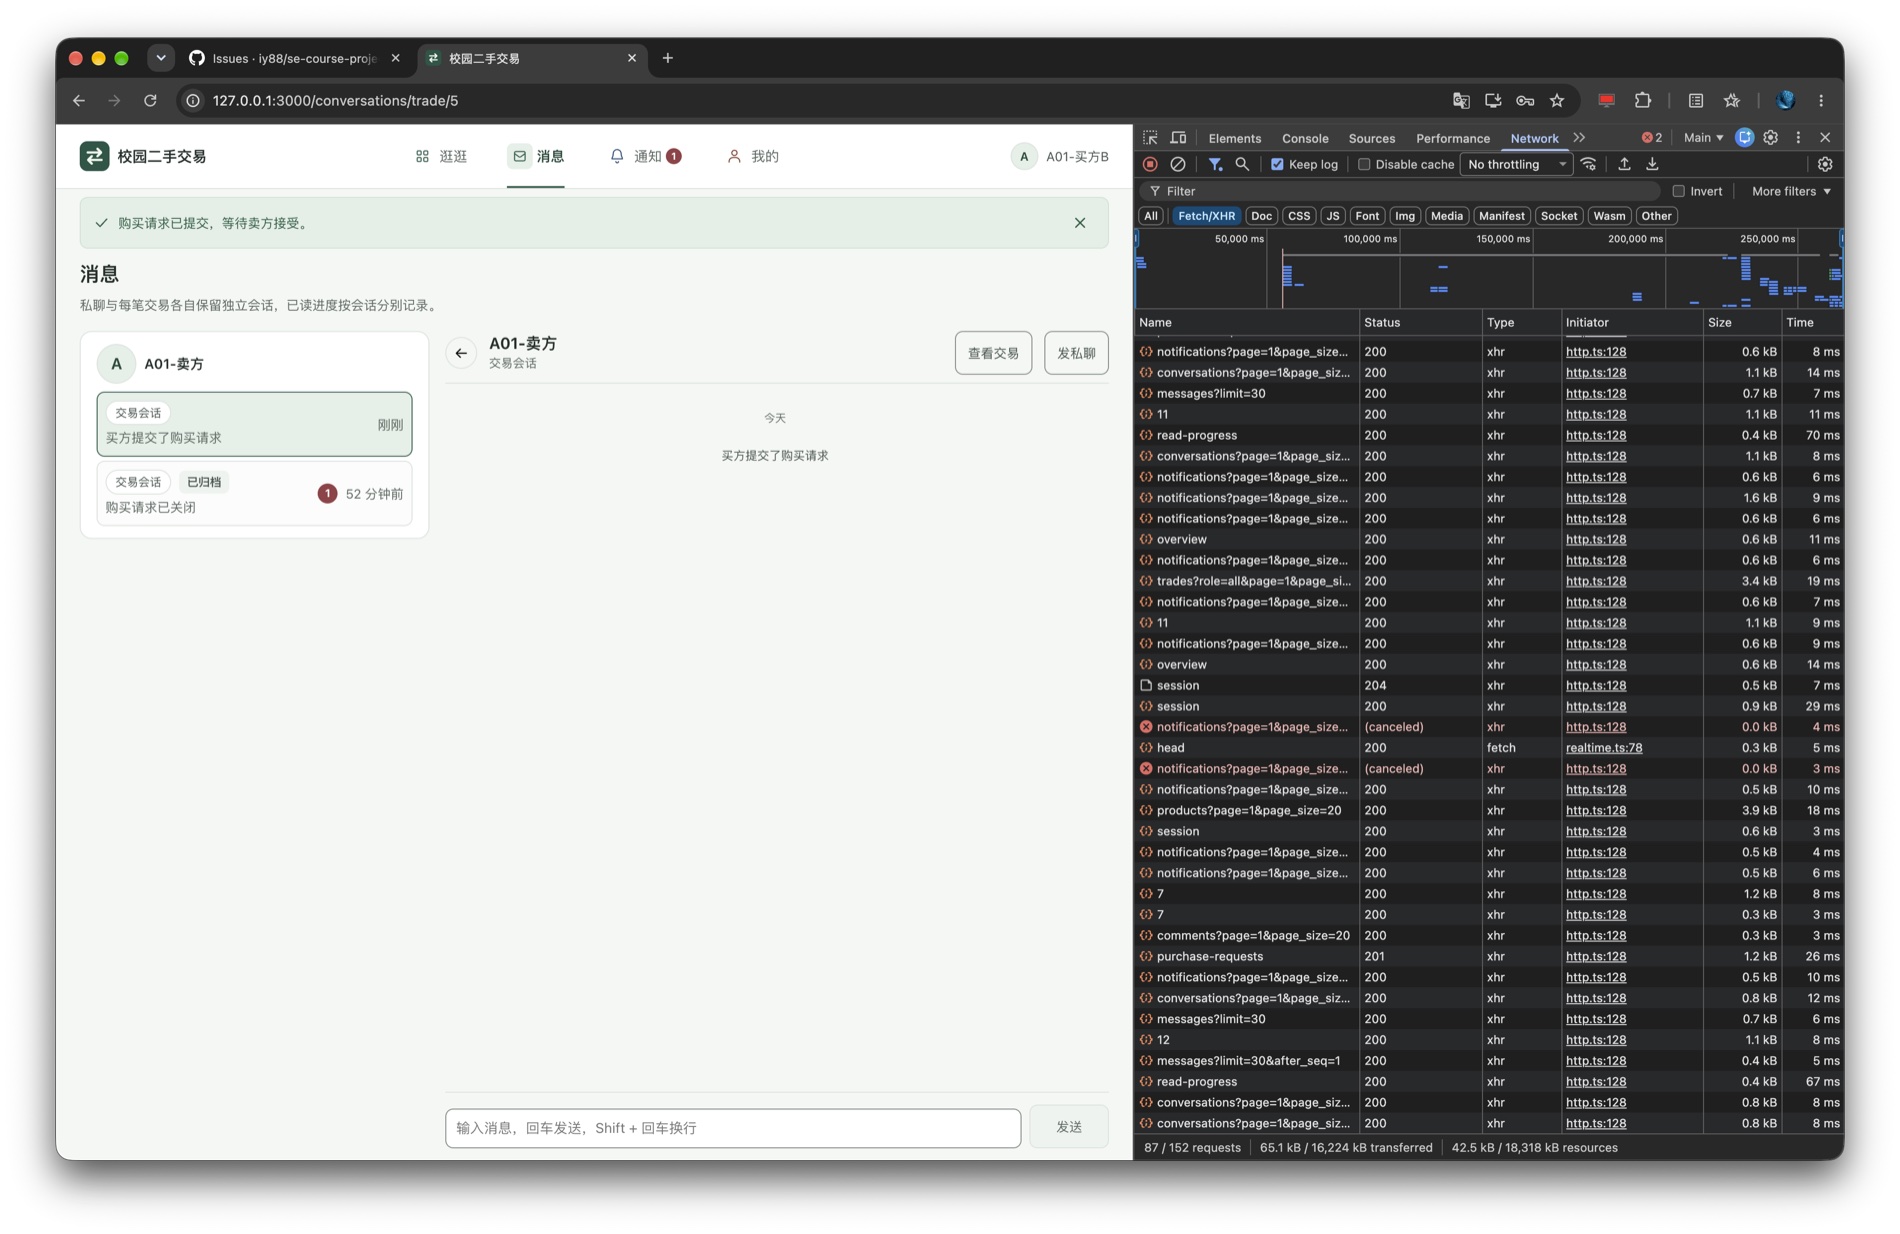 Issues · iy88/se-course-proje
校园二手交易
127.0.0.1:3000/conversations/trade/5
校园二手交易
逛逛
消息
通知 1
我的
A A01-买方B
购买请求已提交，等待卖方接受。
消息
私聊与每笔交易各自保留独立会话，已读进度按会话分别记录。
A A01-卖方
交易会话
买方提交了购买请求
刚刚
交易会话 已归档
购买请求已关闭
1 52 分钟前
A01-卖方
交易会话
查看交易
发私聊
今天
买方提交了购买请求
输入消息，回车发送，Shift + 回车换行
发送
Elements Console Sources Performance Network 2 Main
Keep log Disable cache No throttling
Filter Invert More filters
All Fetch/XHR Doc CSS JS Font Img Media Manifest Socket Wasm Other
50,000 ms 100,000 ms 150,000 ms 200,000 ms 250,000 ms
Name Status Type Initiator Size Time
notifications?page=1&page_size... 200 xhr http.ts:128 0.6 kB 8 ms
conversations?page=1&page_siz... 200 xhr http.ts:128 1.1 kB 14 ms
messages?limit=30 200 xhr http.ts:128 0.7 kB 7 ms
11 200 xhr http.ts:128 1.1 kB 11 ms
read-progress 200 xhr http.ts:128 0.4 kB 70 ms
conversations?page=1&page_siz... 200 xhr http.ts:128 1.1 kB 8 ms
notifications?page=1&page_size... 200 xhr http.ts:128 0.6 kB 6 ms
notifications?page=1&page_size... 200 xhr http.ts:128 1.6 kB 9 ms
notifications?page=1&page_size... 200 xhr http.ts:128 0.6 kB 6 ms
overview 200 xhr http.ts:128 0.6 kB 11 ms
notifications?page=1&page_size... 200 xhr http.ts:128 0.6 kB 6 ms
trades?role=all&page=1&page_si... 200 xhr http.ts:128 3.4 kB 19 ms
notifications?page=1&page_size... 200 xhr http.ts:128 0.6 kB 7 ms
11 200 xhr http.ts:128 1.1 kB 9 ms
notifications?page=1&page_size... 200 xhr http.ts:128 0.6 kB 9 ms
overview 200 xhr http.ts:128 0.6 kB 14 ms
session 204 xhr http.ts:128 0.5 kB 7 ms
session 200 xhr http.ts:128 0.9 kB 29 ms
notifications?page=1&page_size... (canceled) xhr http.ts:128 0.0 kB 4 ms
head 200 fetch realtime.ts:78 0.3 kB 5 ms
notifications?page=1&page_size... (canceled) xhr http.ts:128 0.0 kB 3 ms
notifications?page=1&page_size... 200 xhr http.ts:128 0.5 kB 10 ms
products?page=1&page_size=20 200 xhr http.ts:128 3.9 kB 18 ms
session 200 xhr http.ts:128 0.6 kB 3 ms
notifications?page=1&page_size... 200 xhr http.ts:128 0.5 kB 4 ms
notifications?page=1&page_size... 200 xhr http.ts:128 0.5 kB 6 ms
7 200 xhr http.ts:128 1.2 kB 8 ms
7 200 xhr http.ts:128 0.3 kB 3 ms
comments?page=1&page_size=20 200 xhr http.ts:128 0.3 kB 3 ms
purchase-requests 201 xhr http.ts:128 1.2 kB 26 ms
notifications?page=1&page_size... 200 xhr http.ts:128 0.5 kB 10 ms
conversations?page=1&page_siz... 200 xhr http.ts:128 0.8 kB 12 ms
messages?limit=30 200 xhr http.ts:128 0.7 kB 6 ms
12 200 xhr http.ts:128 1.1 kB 8 ms
messages?limit=30&after_seq=1 200 xhr http.ts:128 0.4 kB 5 ms
read-progress 200 xhr http.ts:128 0.4 kB 67 ms
conversations?page=1&page_siz... 200 xhr http.ts:128 0.8 kB 8 ms
conversations?page=1&page_siz... 200 xhr http.ts:128 0.8 kB 8 ms
87 / 152 requests 65.1 kB / 16,224 kB transferred 42.5 kB / 18,318 kB resources